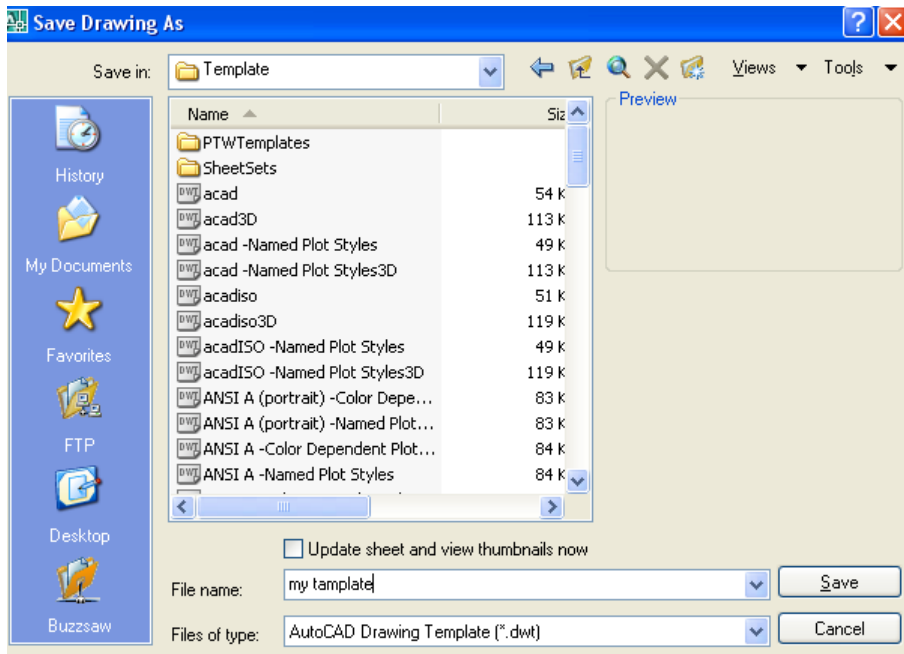 Save Drawing As
Save in: Template Views Tools
Name Siz Preview
PTWTemplates
SheetSets
acad 54 K
acad3D 113 K
acad -Named Plot Styles 49 K
acad -Named Plot Styles3D 113 K
acadiso 51 K
acadiso3D 119 K
acadISO -Named Plot Styles 49 K
acadISO -Named Plot Styles3D 119 K
ANSI A (portrait) -Color Depe... 83 K
ANSI A (portrait) -Named Plot... 83 K
ANSI A -Color Dependent Plot... 84 K
ANSI A -Named Plot Styles 84 K
History
My Documents
Favorites
FTP
Desktop
Buzzsaw
Update sheet and view thumbnails now
File name: my tamplate Save
Files of type: AutoCAD Drawing Template (*.dwt) Cancel